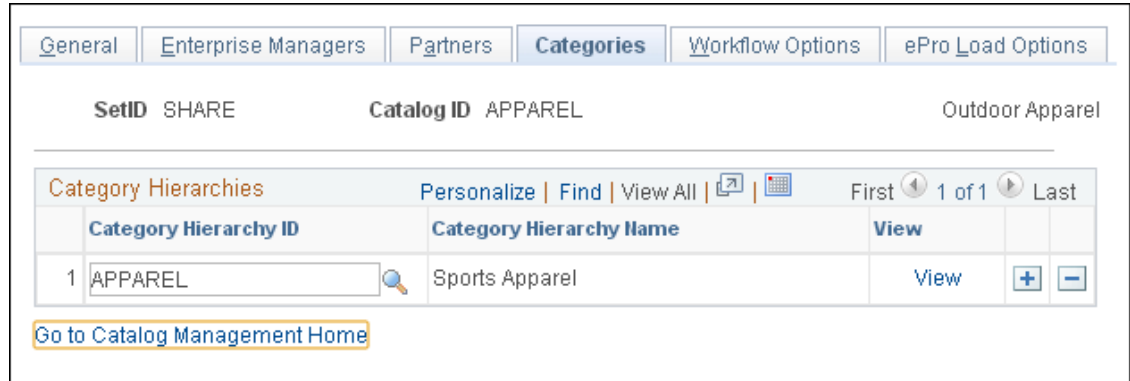 General Enterprise Managers Partners Categories Workflow Options ePro Load Options
SetID SHARE Catalog ID APPAREL Outdoor Apparel
Category Hierarchies Personalize | Find | View All | | First 1 of 1 Last
Category Hierarchy ID Category Hierarchy Name View
1 APPAREL Sports Apparel View + −
Go to Catalog Management Home